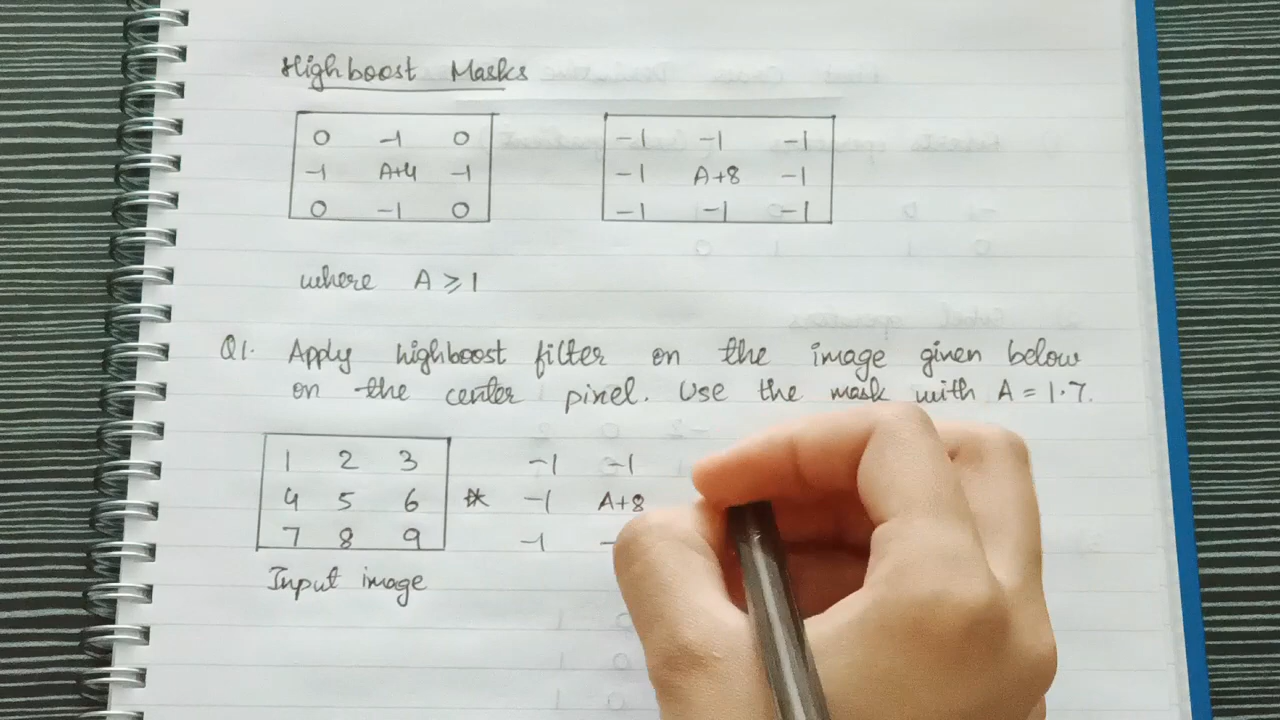 Highboost Masks
0 -1 0
-1 A+4 -1
0 -1 0
-1 -1 -1
-1 A+8 -1
-1 -1 -1
where A ⩾ 1
Q1. Apply highboost filter on the image given below
on the center pixel. Use the mask with A = 1.7.
1 2 3
4 5 6
7 8 9
* -1 -1
-1 A+8
-1 -
Input image